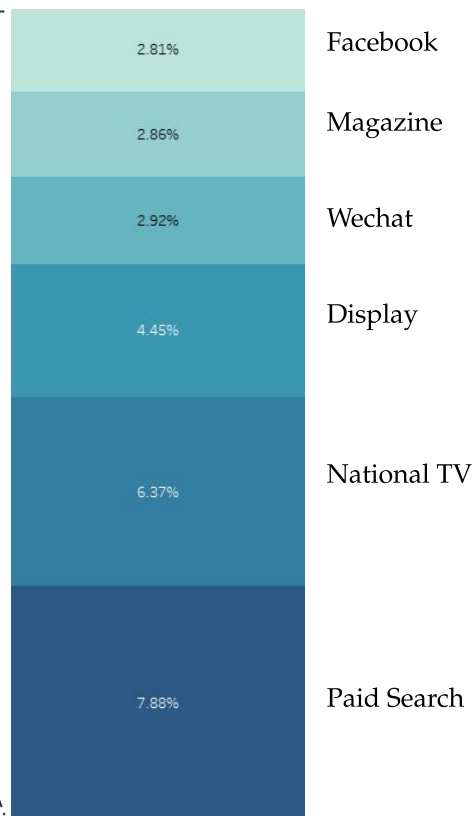 2.81% Facebook
2.86% Magazine
2.92% Wechat
4.45% Display
6.37% National TV
7.88% Paid Search